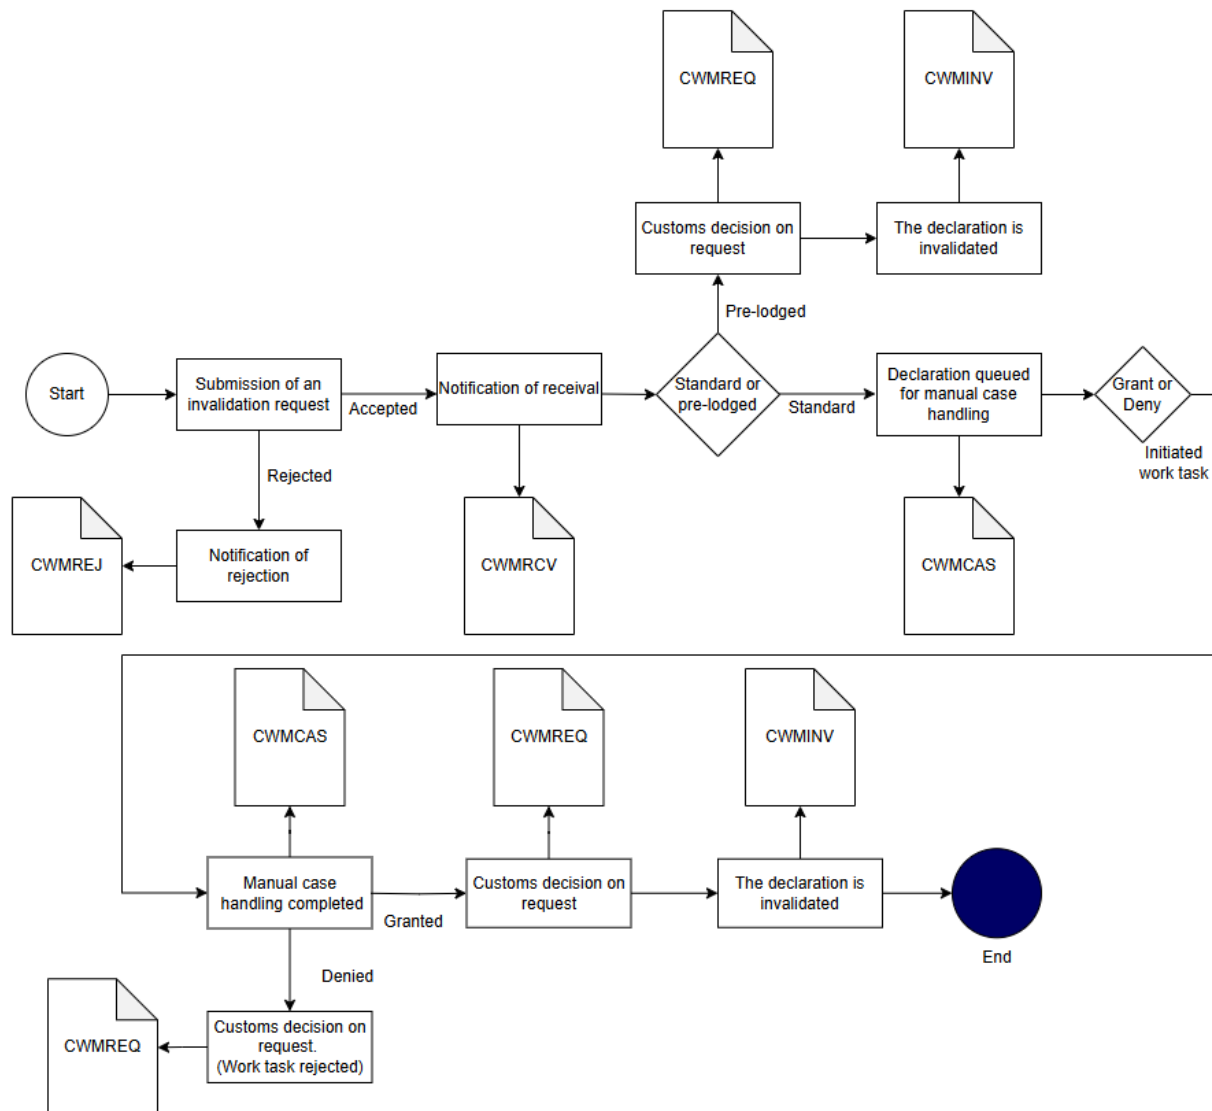 CWMREQ
CWMINV
Customs decision on
request
The declaration is
invalidated
Pre-lodged
Start
Submission of an
invalidation request
Accepted
Notification of receival
Standard or
pre-lodged
Standard
Declaration queued
for manual case
handling
Grant or
Deny
Initiated
work task
Rejected
CWMREJ
Notification of
rejection
CWMRCV
CWMCAS
CWMCAS
CWMREQ
CWMINV
Manual case
handling completed
Granted
Customs decision on
request
The declaration is
invalidated
End
Denied
CWMREQ
Customs decision on
request.
(Work task rejected)